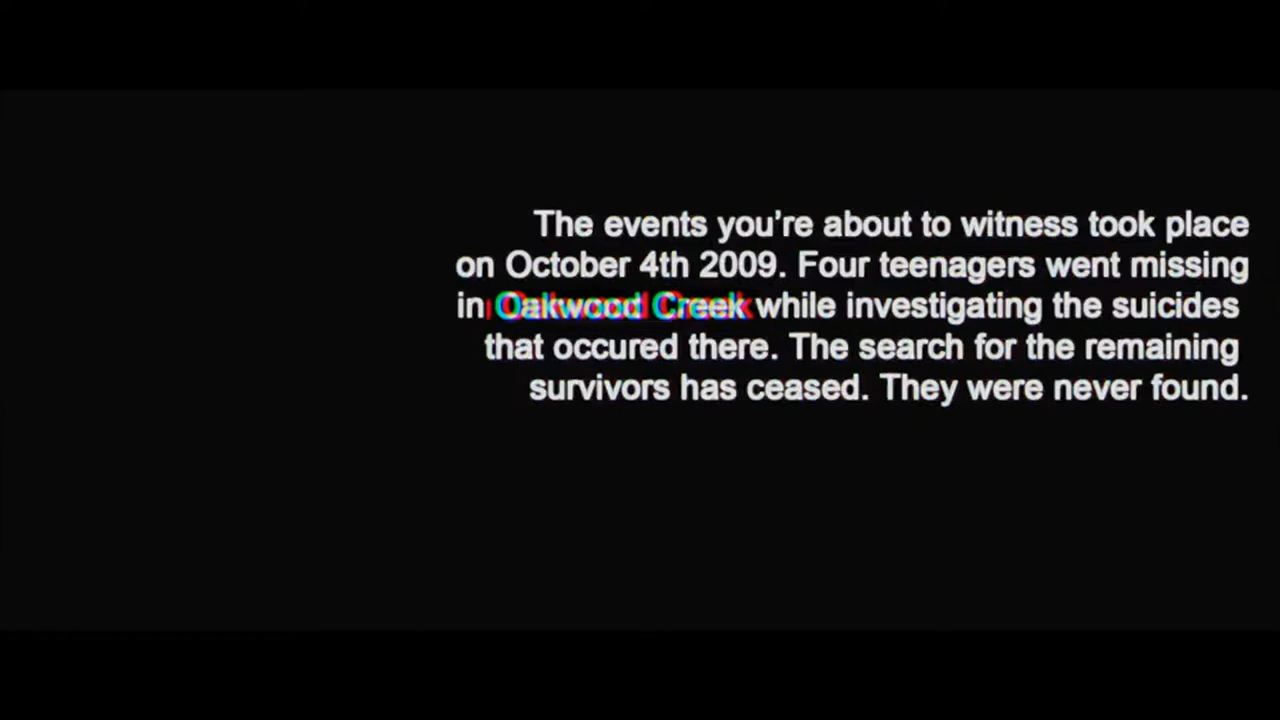 The events you’re about to witness took place
on October 4th 2009. Four teenagers went missing
in Oakwood Creek while investigating the suicides
that occured there. The search for the remaining
survivors has ceased. They were never found.